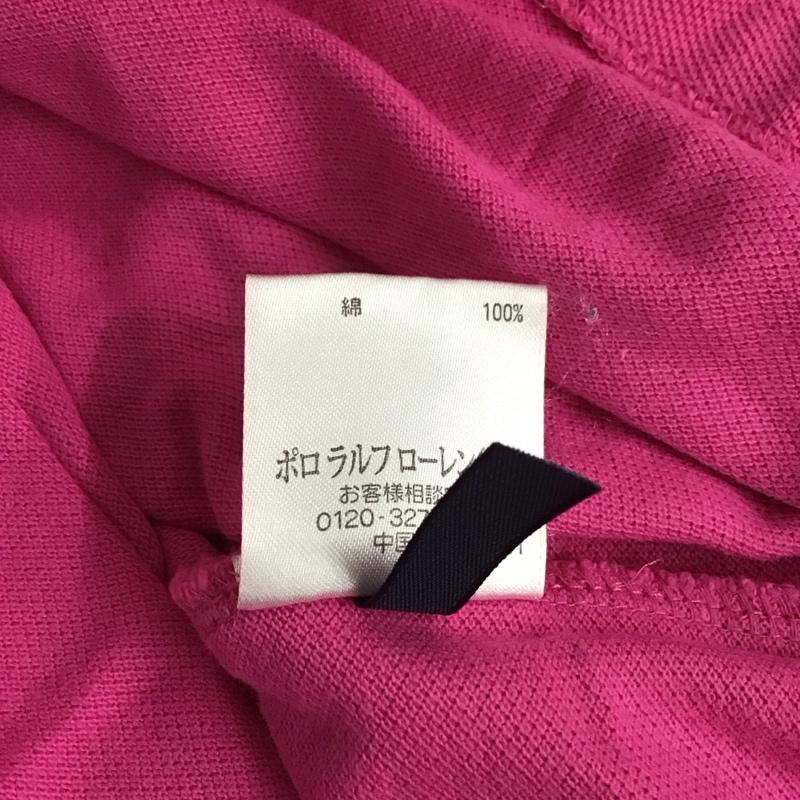 綿 100%
ポロ ラルフ ローレン
お客様相談
0120-327
中国